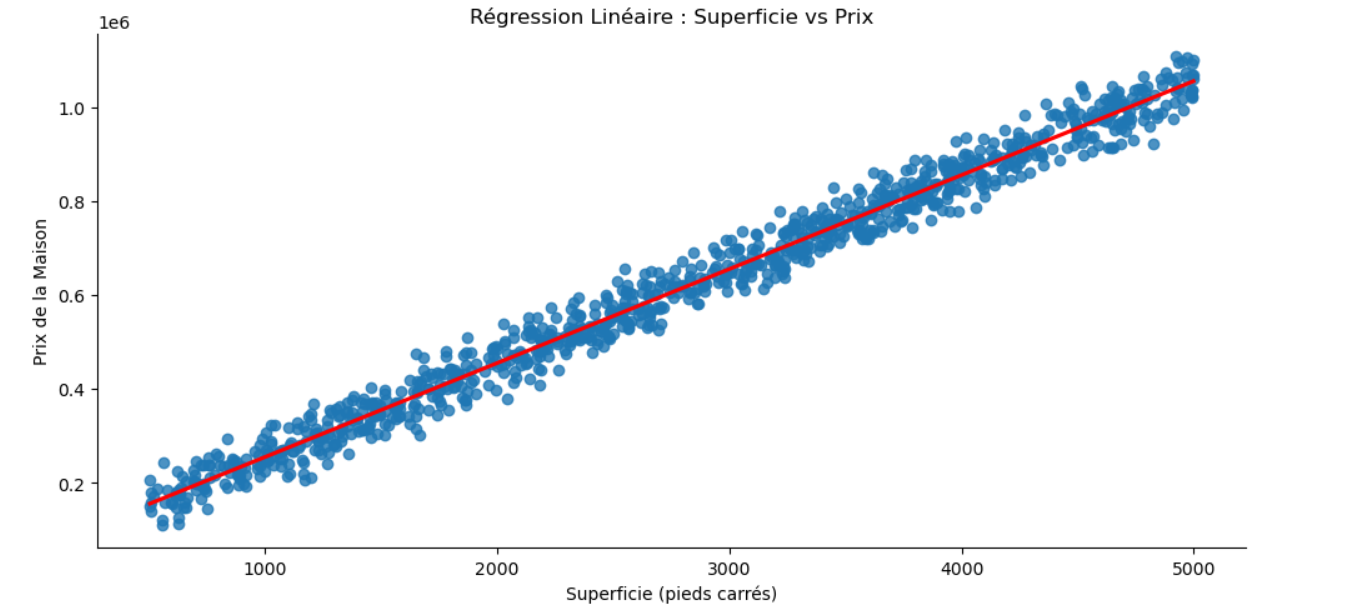 Régression Linéaire : Superficie vs Prix
1e6
1.0
0.8
0.6
0.4
0.2
Prix de la Maison
1000 2000 3000 4000 5000
Superficie (pieds carrés)